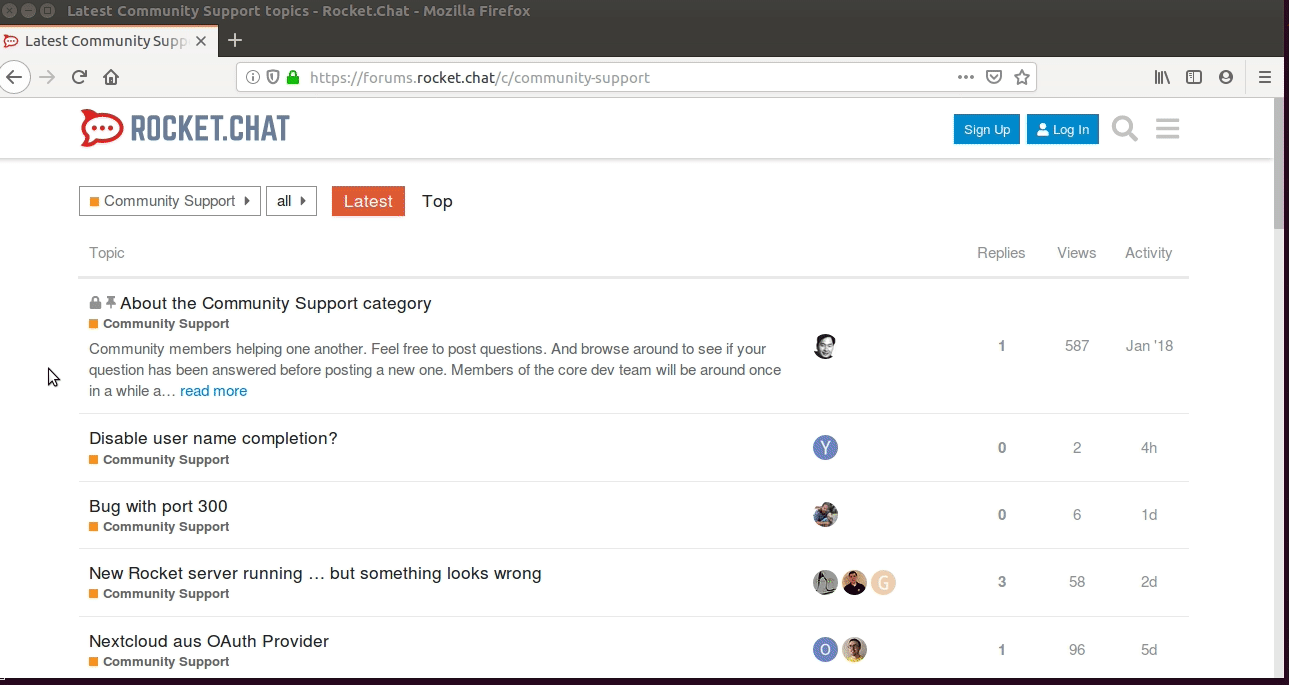 Latest Community Support topics - Rocket.Chat - Mozilla Firefox
Latest Community Supp
https://forums.rocket.chat/c/community-support
ROCKET.CHAT
Sign Up
Log In
Community Support
all
Latest
Top
Topic
Replies
Views
Activity
About the Community Support category
Community Support
Community members helping one another. Feel free to post questions. And browse around to see if your
question has been answered before posting a new one. Members of the core dev team will be around once
in a while a… read more
1
587
Jan '18
Disable user name completion?
Community Support
Y
0
2
4h
Bug with port 300
Community Support
0
6
1d
New Rocket server running … but something looks wrong
Community Support
G
3
58
2d
Nextcloud aus OAuth Provider
Community Support
O
1
96
5d